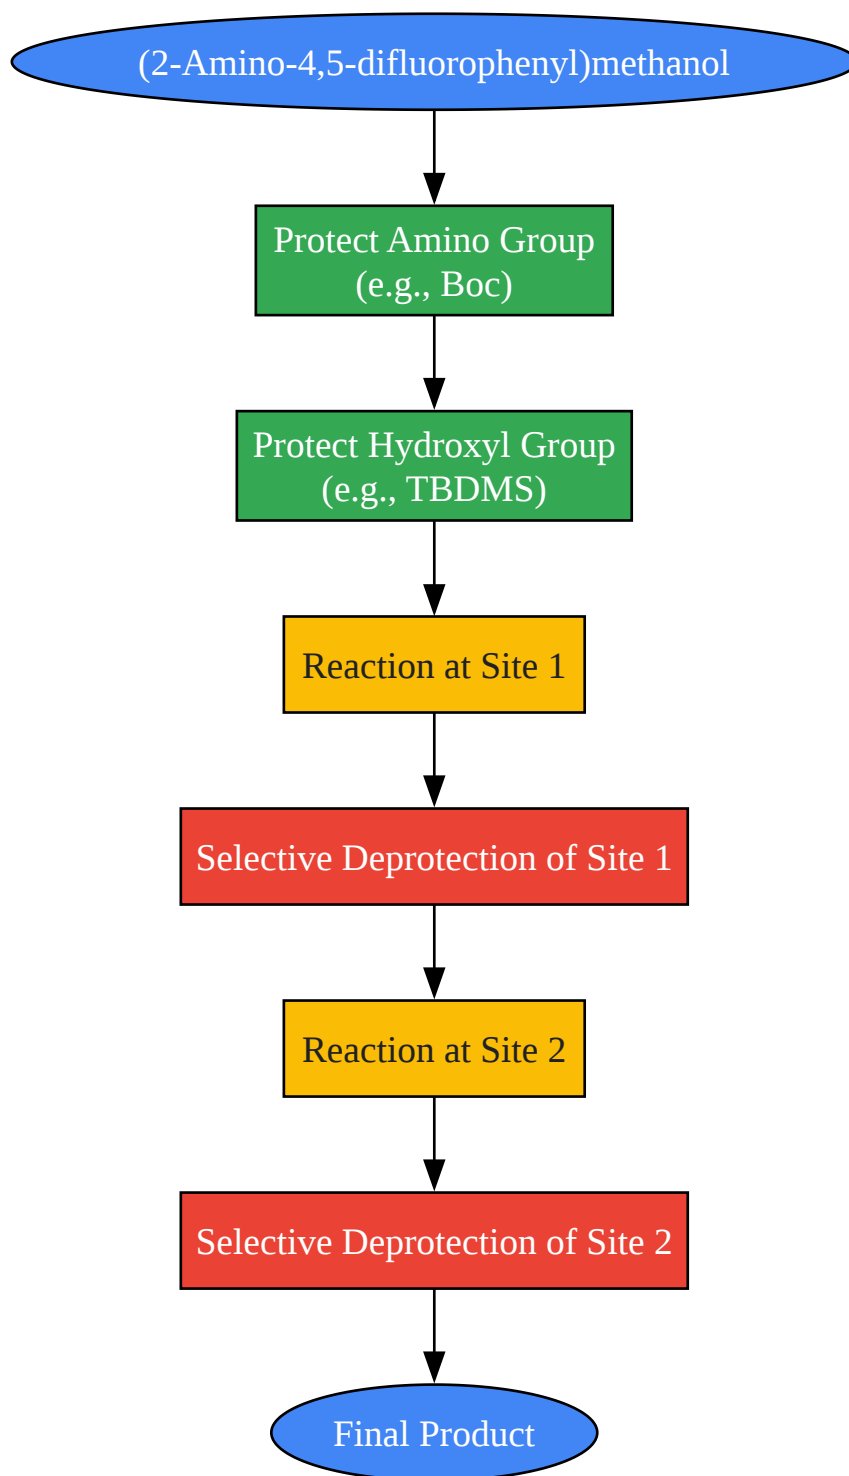 (2-Amino-4,5-difluorophenyl)methanol
Protect Amino Group
(e.g., Boc)
Protect Hydroxyl Group
(e.g., TBDMS)
Reaction at Site 1
Selective Deprotection of Site 1
Reaction at Site 2
Selective Deprotection of Site 2
Final Product